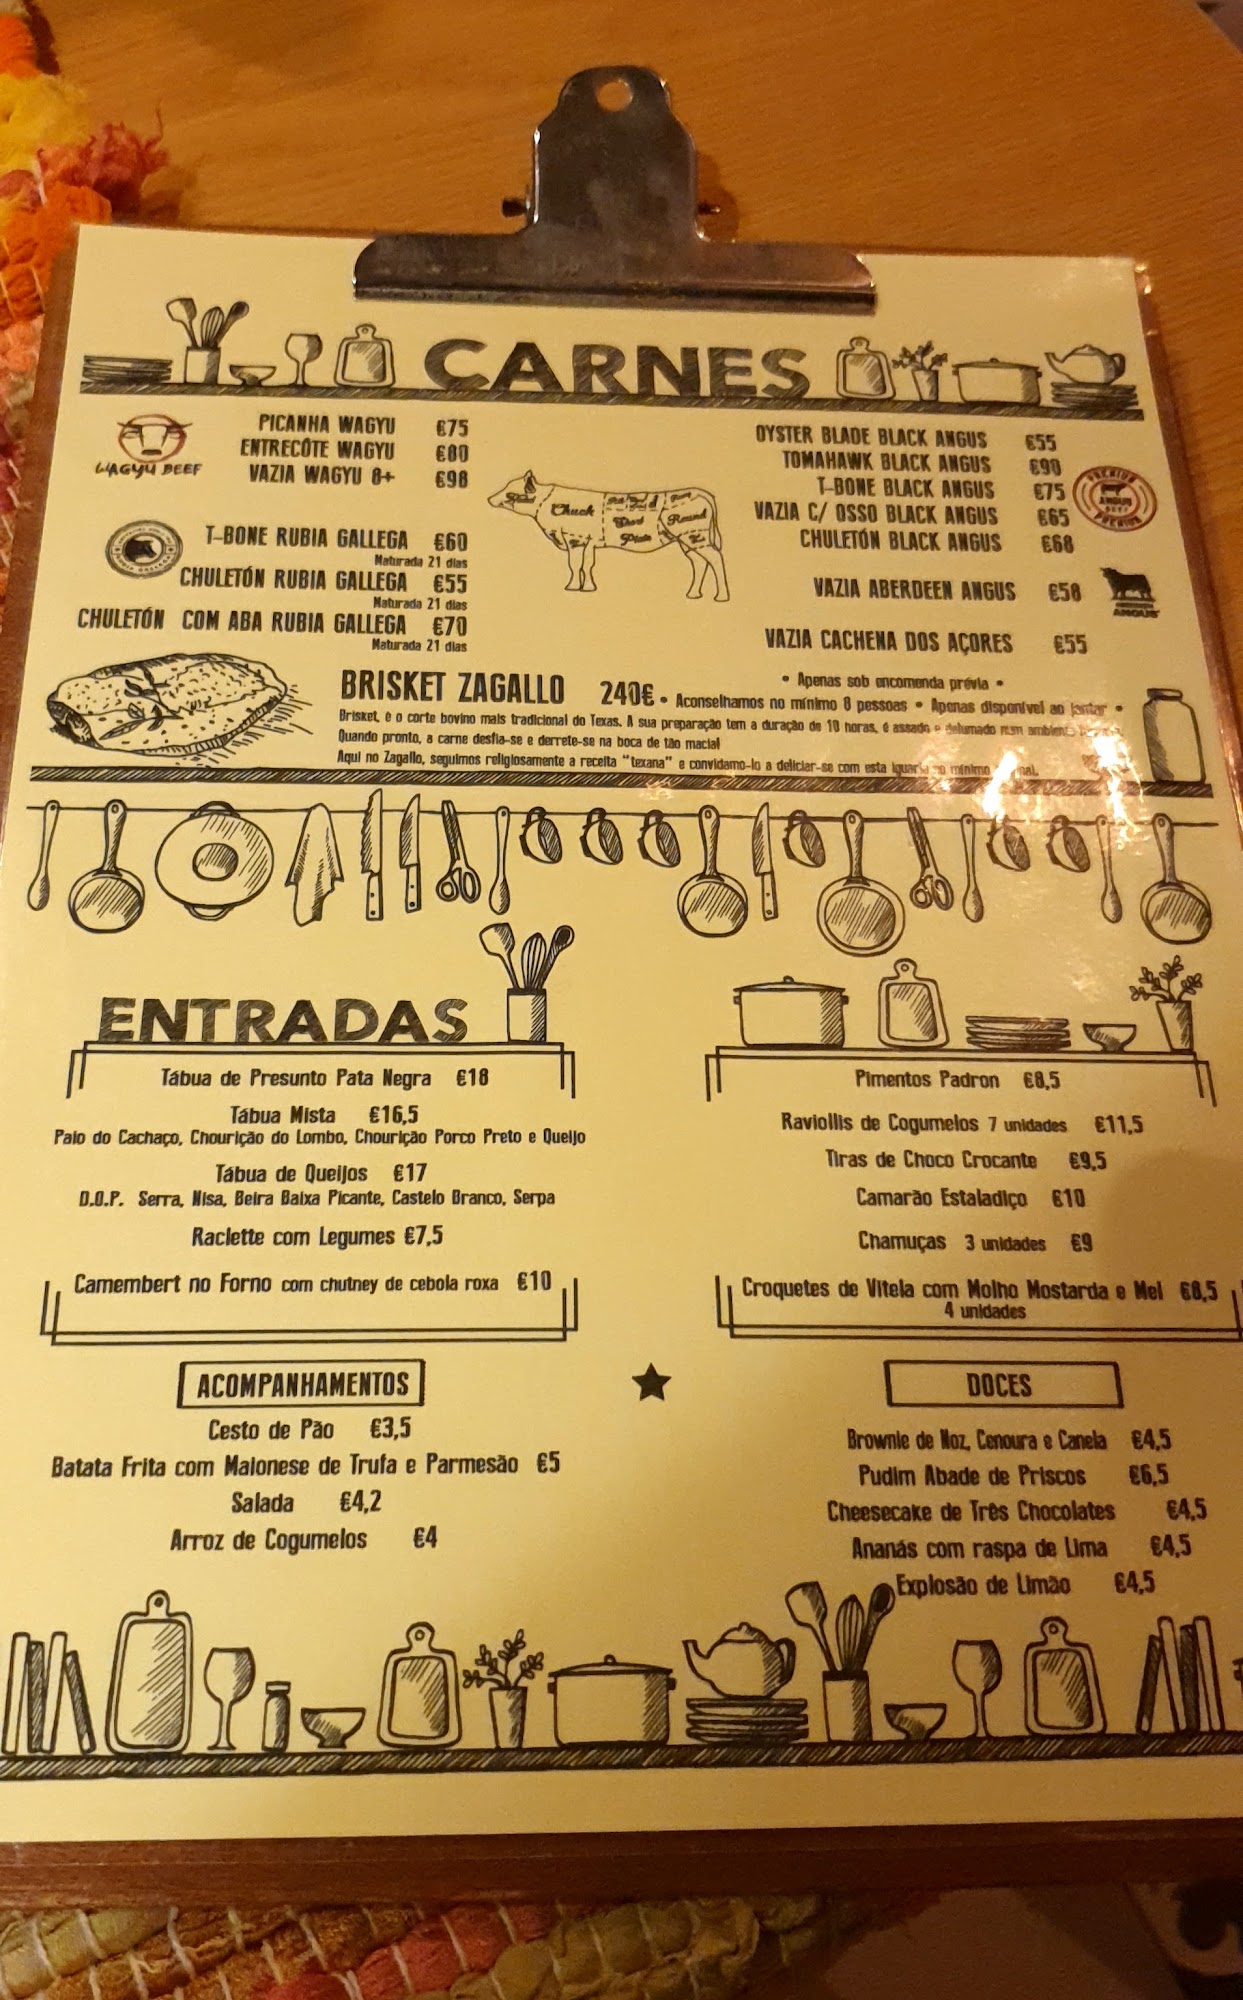 CARNES
WAGYU BEEF
PICANHA WAGYU €75
ENTRECÔTE WAGYU €80
VAZIA WAGYU 8+ €98
T-BONE RUBIA GALLEGA €60
Maturada 21 dias
CHULETÓN RUBIA GALLEGA €55
Maturada 21 dias
CHULETÓN COM ABA RUBIA GALLEGA €70
Maturada 21 dias
Chuck
Round
Plate
OYSTER BLADE BLACK ANGUS €55
TOMAHAWK BLACK ANGUS €90
T-BONE BLACK ANGUS €75
VAZIA C/ OSSO BLACK ANGUS €65
CHULETÓN BLACK ANGUS €68
PREMIUM
ANGUS
BEEF
PREMIUM
VAZIA ABERDEEN ANGUS €58
ANGUS
VAZIA CACHENA DOS AÇORES €55
BRISKET ZAGALLO 240€
• Apenas sob encomenda prévia •
• Aconselhamos no mínimo 8 pessoas • Apenas disponível ao jantar •
Brisket, é o corte bovino mais tradicional do Texas. A sua preparação tem a duração de 18 horas, é assado e defumado num ambiente
Quando pronto, a carne desfia-se e derrete-se na boca de tão macia!
Aqui no Zagallo, seguimos religiosamente a receita "texana" e convidamo-lo a deliciar-se com esta iguaria no mínimo
ENTRADAS
Tábua de Presunto Pata Negra €18
Tábua Mista €16,5
Paio do Cachaço, Chourição do Lombo, Chourição Porco Preto e Queijo
Tábua de Queijos €17
D.O.P. Serra, Nisa, Beira Baixa Picante, Castelo Branco, Serpa
Raclette com Legumes €7,5
Camembert no Forno com chutney de cebola roxa €10
Pimentos Padron €8,5
Raviollis de Cogumelos 7 unidades €11,5
Tiras de Choco Crocante €9,5
Camarão Estaladiço €10
Chamuças 3 unidades €9
Croquetes de Vitela com Molho Mostarda e Mel €8,5
4 unidades
ACOMPANHAMENTOS
Cesto de Pão €3,5
Batata Frita com Maionese de Trufa e Parmesão €5
Salada €4,2
Arroz de Cogumelos €4
DOCES
Brownie de Noz, Cenoura e Canela €4,5
Pudim Abade de Priscos €6,5
Cheesecake de Três Chocolates €4,5
Ananás com raspa de Lima €4,5
Explosão de Limão €4,5